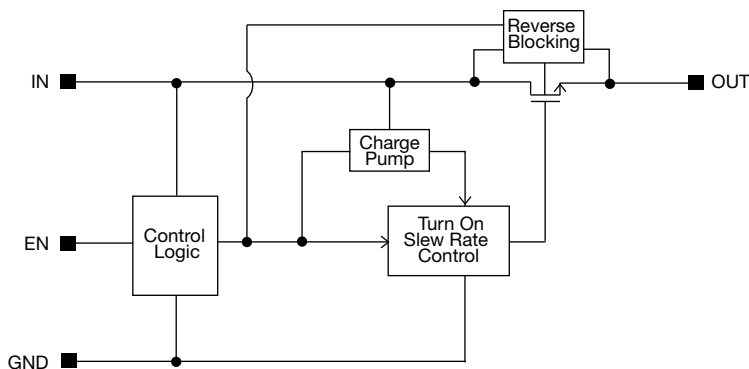 Reverse
Blocking
IN
OUT
Charge
Pump
EN
Control
Logic
Turn On
Slew Rate
Control
GND